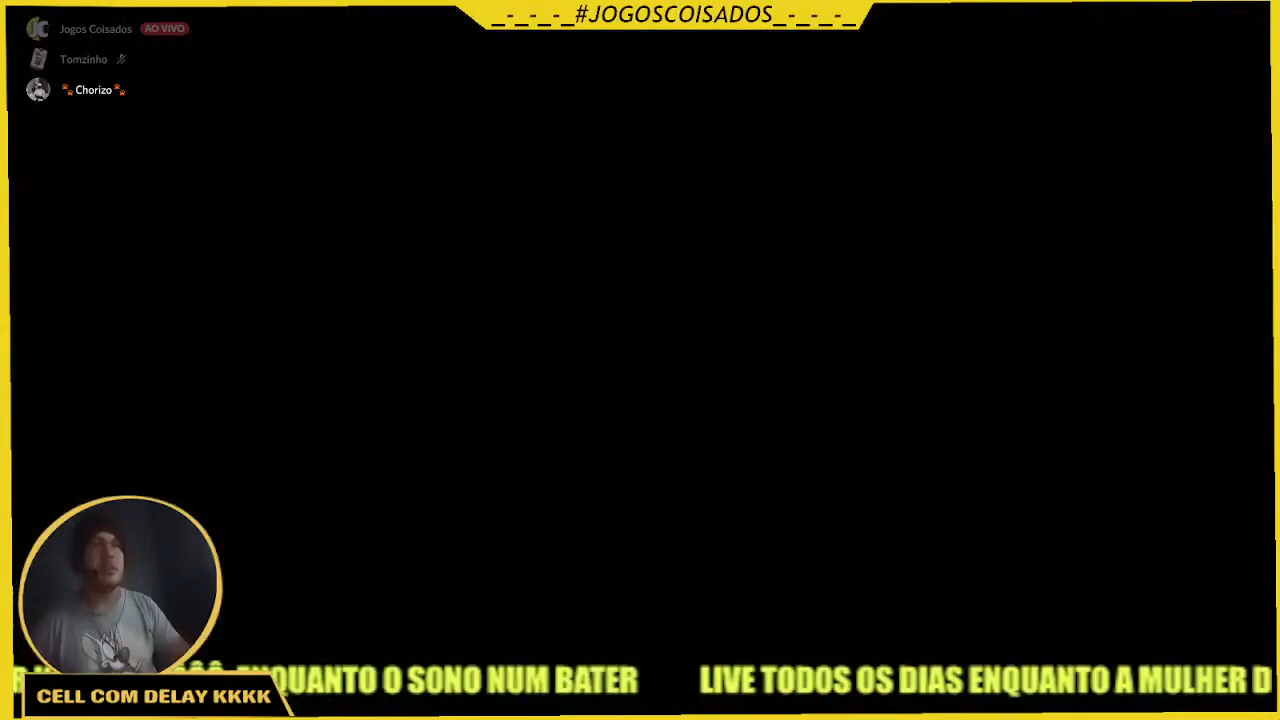 _-_-_-_#JOGOSCOISADOS_-_-_-_
Jogos Coisados AO VIVO
Tomzinho
Chorizo
ENQUANTO O SONO NUM BATER LIVE TODOS OS DIAS ENQUANTO A MULHER D
CELL COM DELAY KKKK